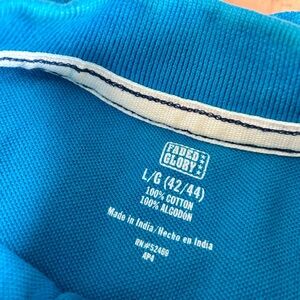 FADED
GLORY
L/G (42/44)
100% COTTON
100% ALGODÓN
Made in India/Hecho en India
RN#52469
AP4